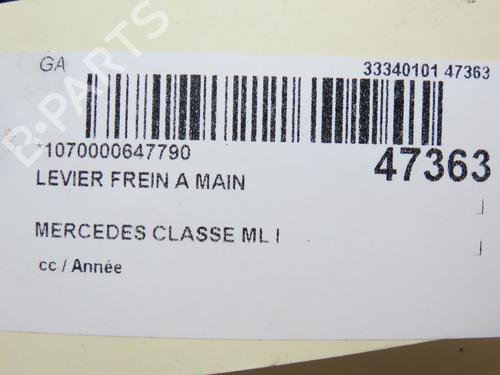 GA
33340101 47363
*1070000647790
47363
LEVIER FREIN A MAIN
MERCEDES CLASSE ML I
cc / Année
B-PARTS